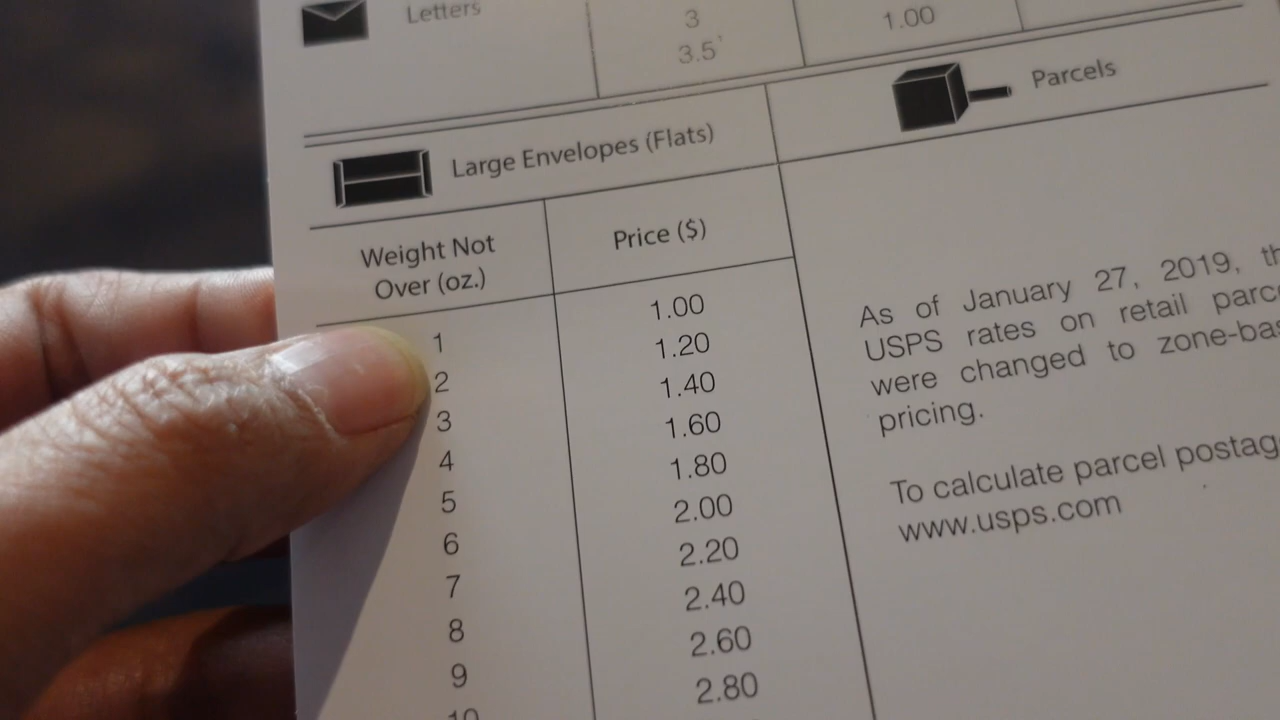 Letters
3
1.00
3.5'
Large Envelopes (Flats)
Parcels
Weight Not
Over (oz.)
Price ($)
1 1.00
2 1.20
3 1.40
4 1.60
5 1.80
6 2.00
7 2.20
8 2.40
9 2.60
10 2.80
As of January 27, 2019, th
USPS rates on retail parce
were changed to zone-bas
pricing.
To calculate parcel postag
www.usps.com